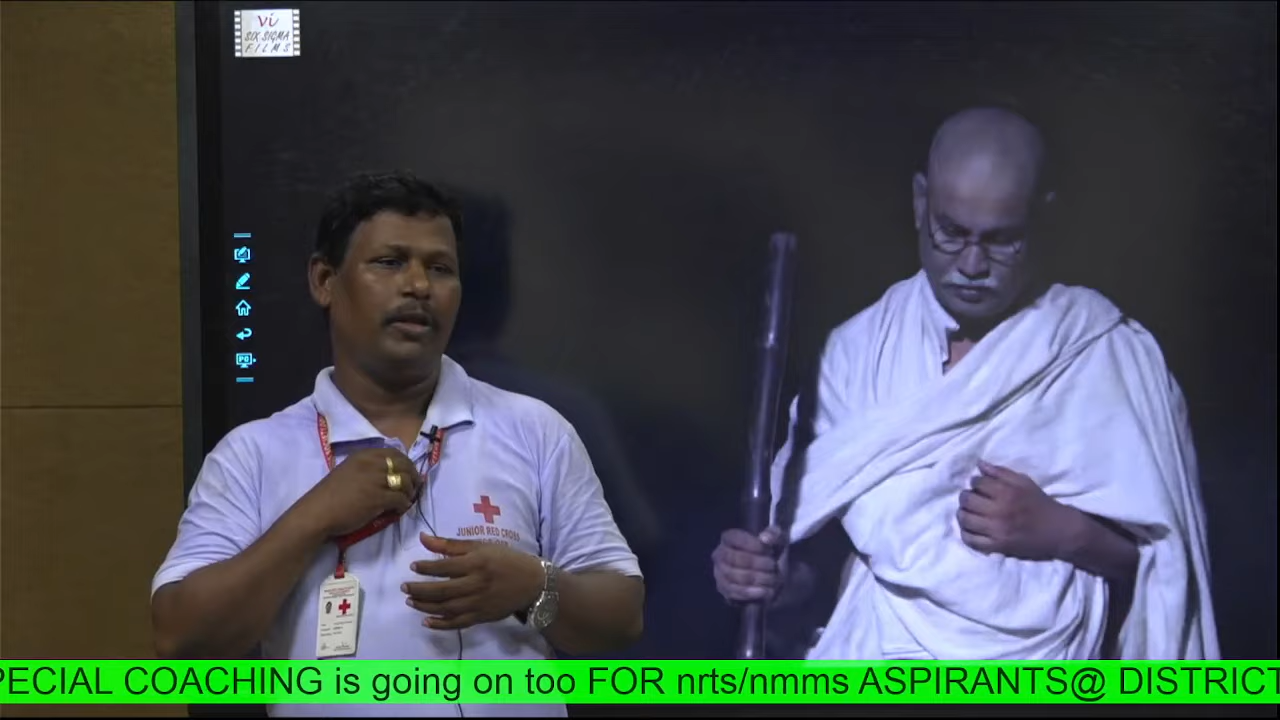 vi
SIX SIGMA
FILMS
JUNIOR RED CROSS
PECIAL COACHING is going on too FOR nrts/nmms ASPIRANTS@ DISTRICT